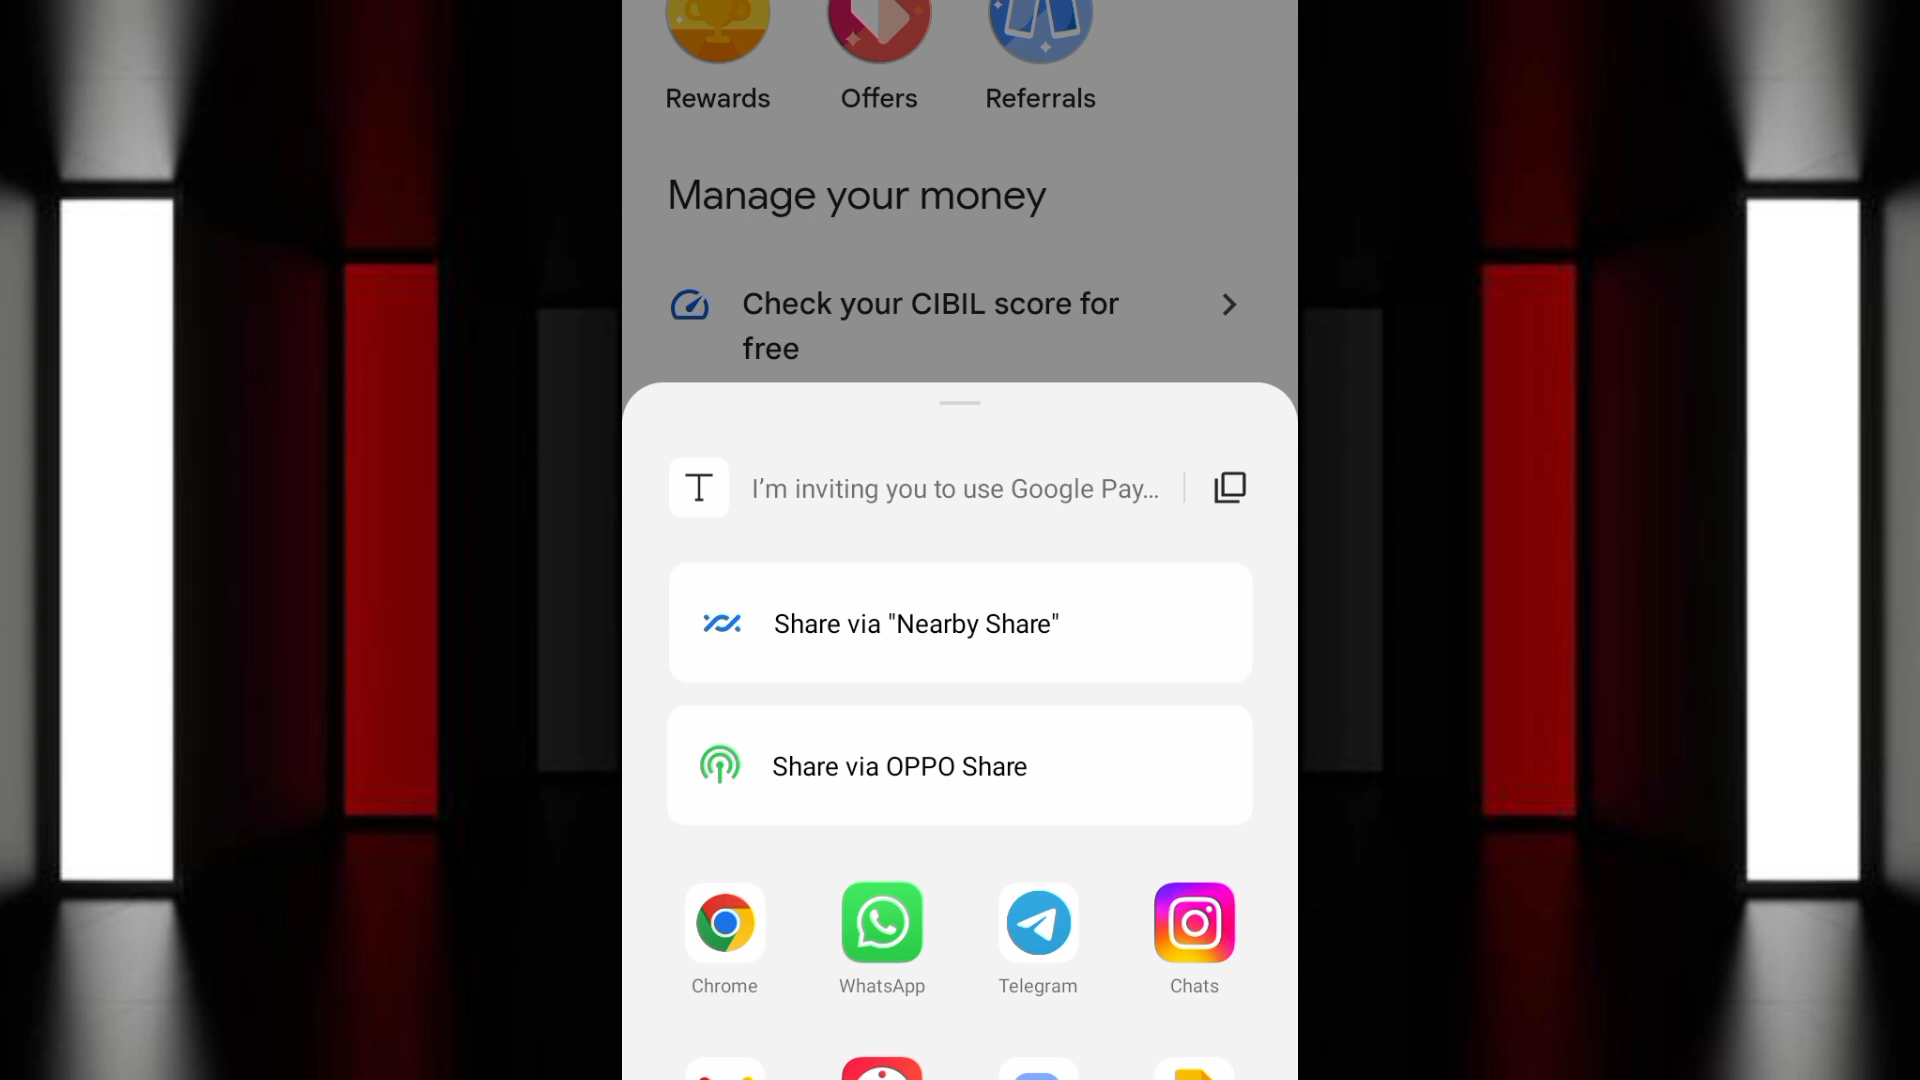 Rewards Offers Referrals
Manage your money
Check your CIBIL score for
free
T I’m inviting you to use Google Pay...
Share via "Nearby Share"
Share via OPPO Share
Chrome WhatsApp Telegram Chats